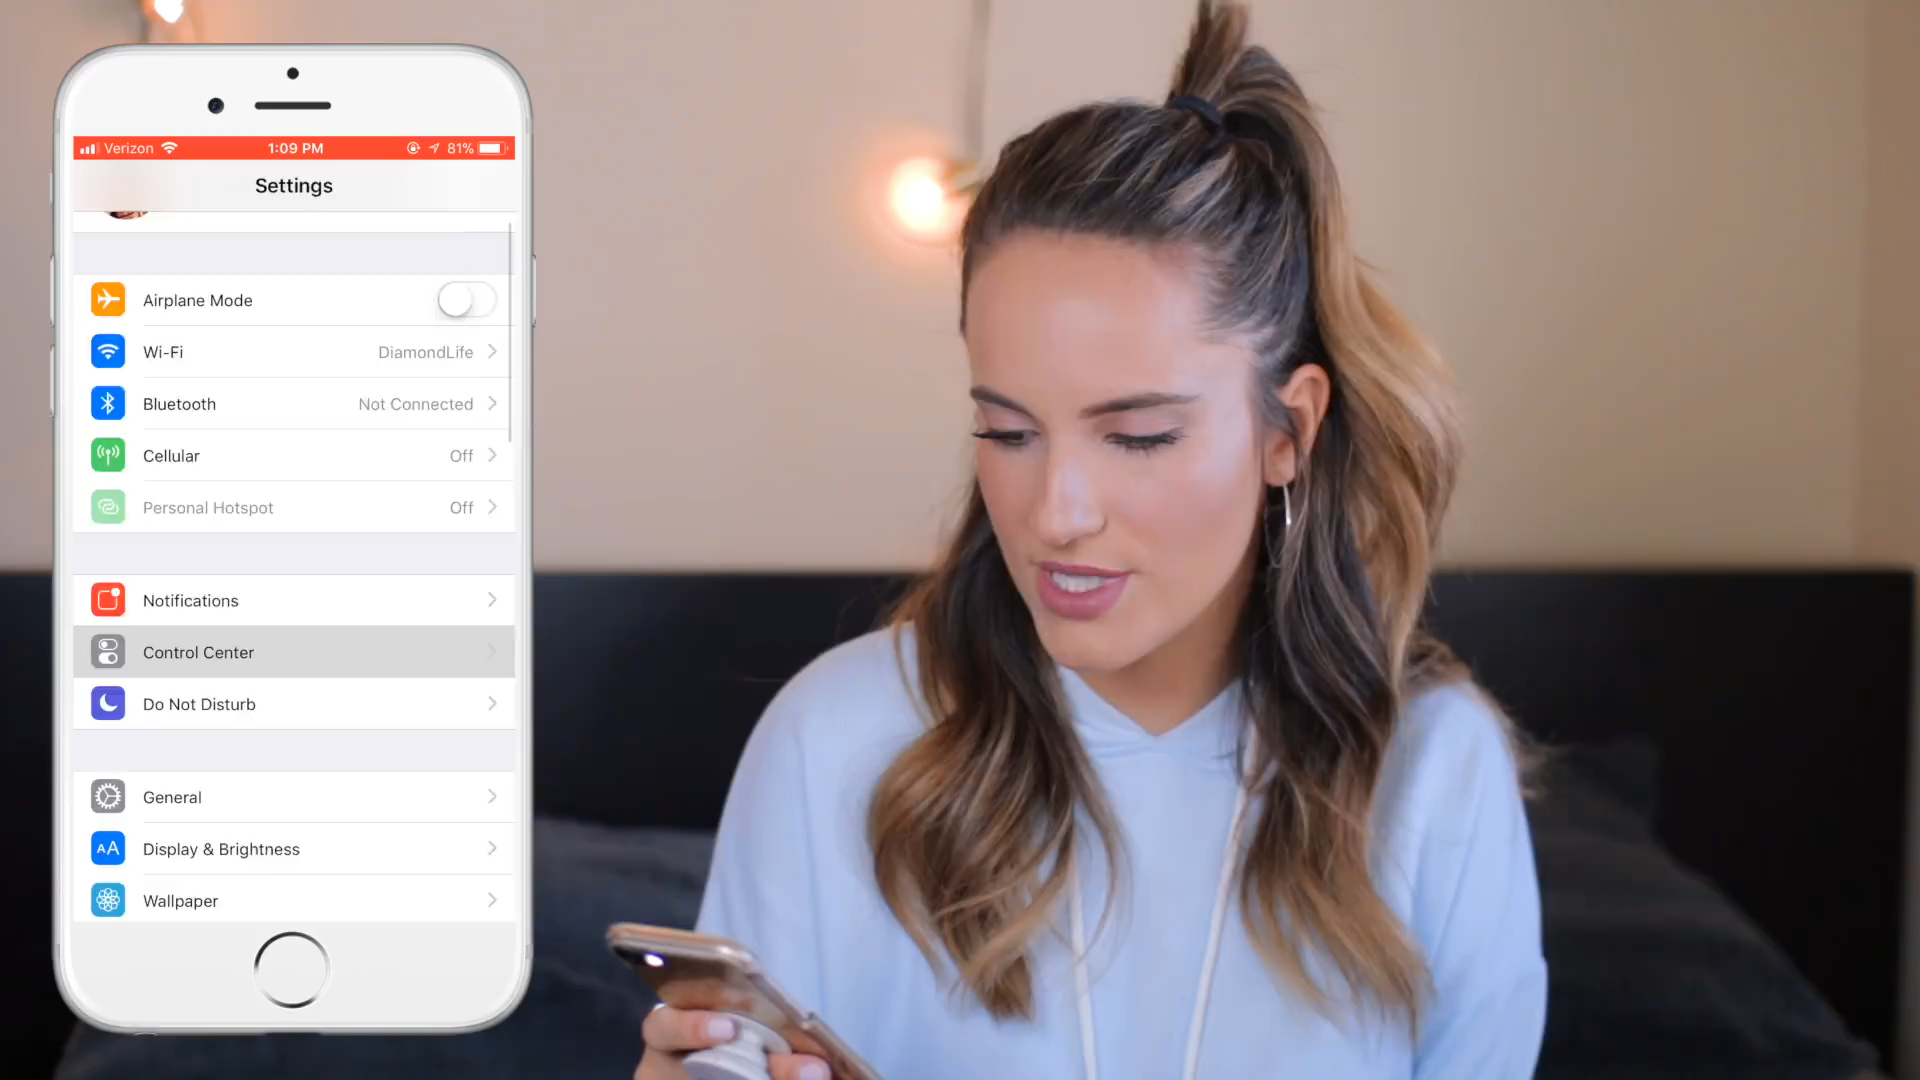 Verizon 1:09 PM 81%
Settings
Airplane Mode
Wi-Fi DiamondLife
Bluetooth Not Connected
Cellular Off
Personal Hotspot Off
Notifications
Control Center
Do Not Disturb
General
AA Display & Brightness
Wallpaper